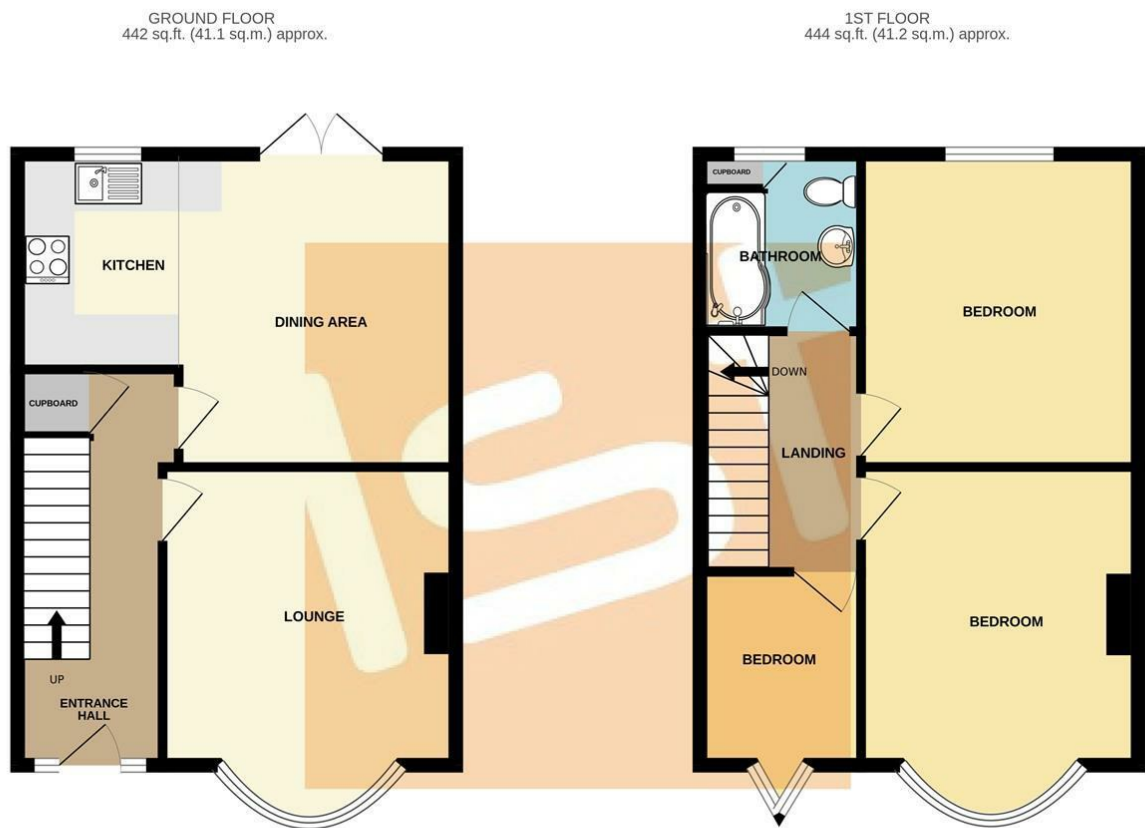 GROUND FLOOR
442 sq.ft. (41.1 sq.m.) approx.
KITCHEN
DINING AREA
CUPBOARD
LOUNGE
UP
ENTRANCE
HALL
1ST FLOOR
444 sq.ft. (41.2 sq.m.) approx.
CUPBOARD
BATHROOM
BEDROOM
DOWN
LANDING
BEDROOM
BEDROOM